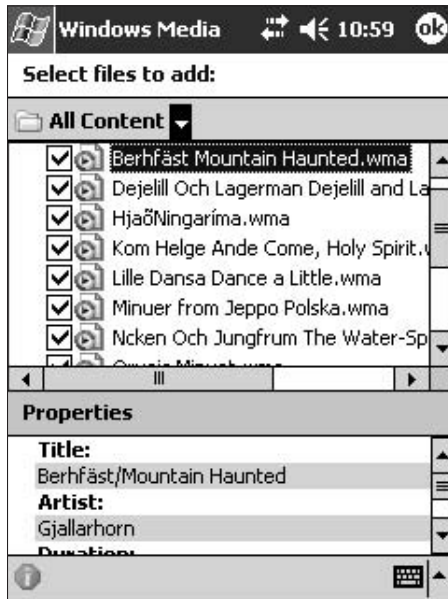 Windows Media 10:59 ok
Select files to add:
All Content
Berhfäst Mountain Haunted.wma
Dejelill Och Lagerman Dejelill and La
HjaõNingaríma.wma
Kom Helge Ande Come, Holy Spirit.
Lille Dansa Dance a Little.wma
Minuer from Jeppo Polska.wma
Ncken Och Jungfrum The Water-Sp
Properties
Title:
Berhfäst/Mountain Haunted
Artist:
Gjallarhorn
Duration: